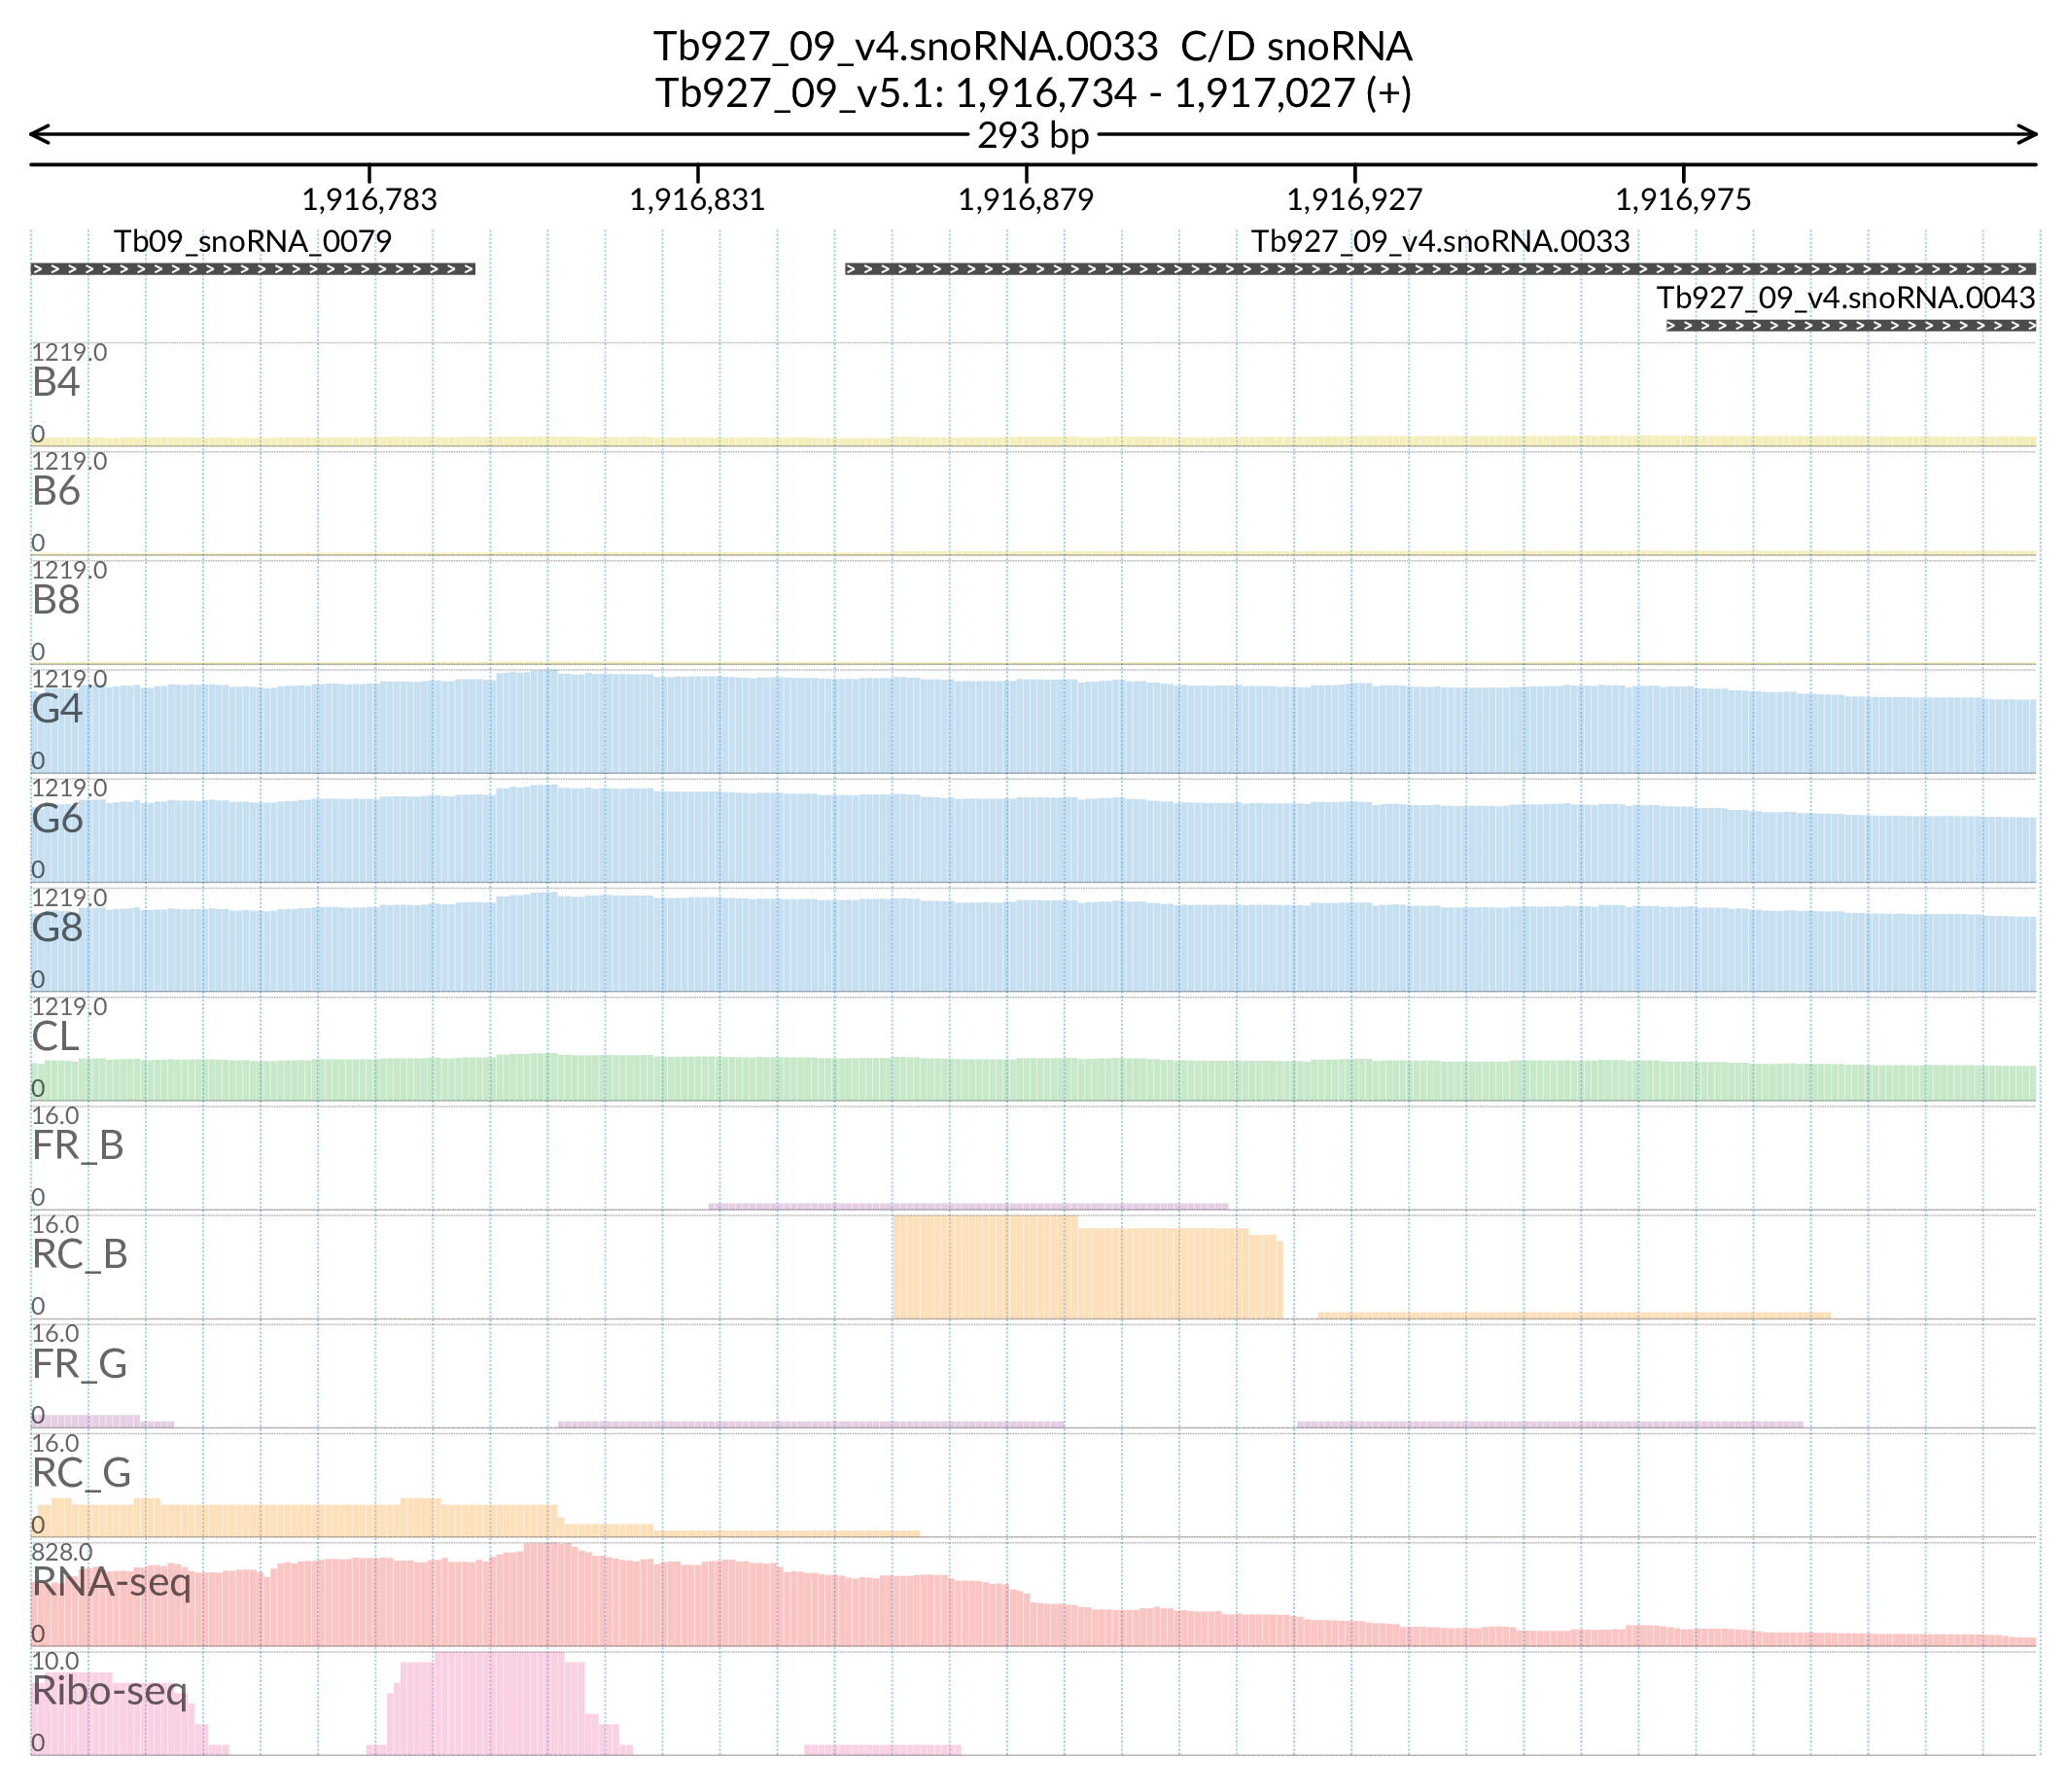 Tb927_09_v4.snoRNA.0033 C/D snoRNA
Tb927_09_v5.1: 1,916,734 - 1,917,027 (+)
293 bp
1,916,783 1,916,831 1,916,879 1,916,927 1,916,975
Tb09_snoRNA_0079 Tb927_09_v4.snoRNA.0033
Tb927_09_v4.snoRNA.0043
1219.0
B4
0
1219.0
B6
0
1219.0
B8
0
1219.0
G4
0
1219.0
G6
0
1219.0
G8
0
1219.0
CL
0
16.0
FR_B
0
16.0
RC_B
0
16.0
FR_G
0
16.0
RC_G
0
828.0
RNA-seq
0
10.0
Ribo-seq
0